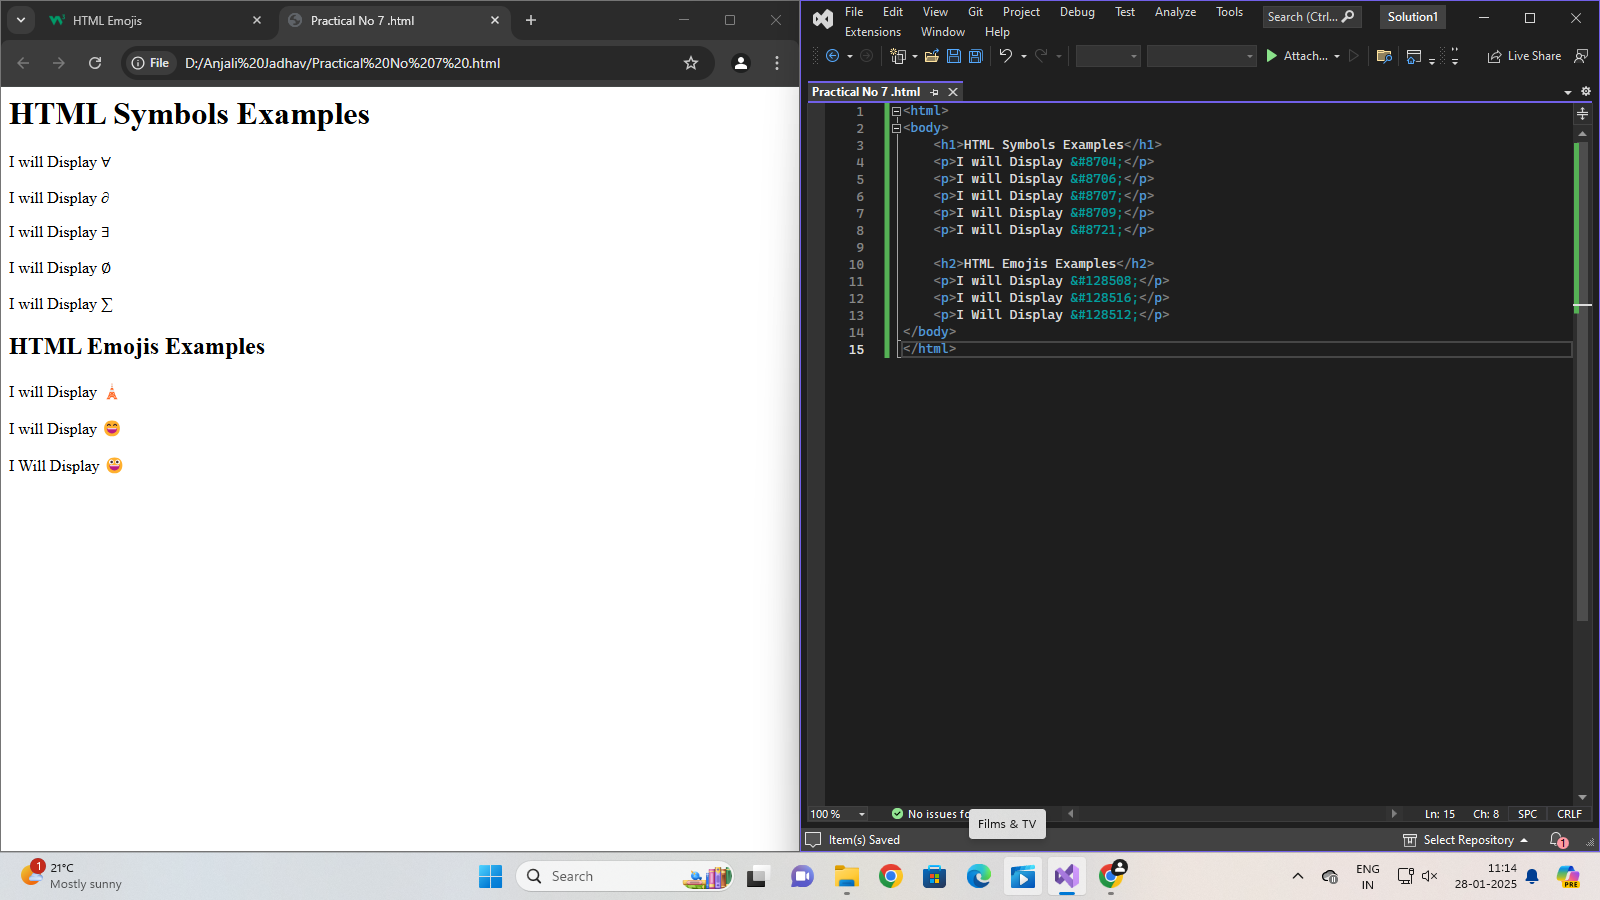 HTML Emojis
Practical No 7 .html
File
D:/Anjali%20Jadhav/Practical%20No%207%20.html
HTML Symbols Examples
I will Display ∀
I will Display ∂
I will Display ∃
I will Display ∅
I will Display ∑
HTML Emojis Examples
I will Display 🗼
I will Display 😄
I Will Display 😀
File Edit View Git Project Debug Test Analyze Tools
Search (Ctrl...
Solution1
Extensions Window Help
Attach...
Live Share
Practical No 7 .html
1 <html>
2 <body>
3 <h1>HTML Symbols Examples</h1>
4 <p>I will Display &#8704;</p>
5 <p>I will Display &#8706;</p>
6 <p>I will Display &#8707;</p>
7 <p>I will Display &#8709;</p>
8 <p>I will Display &#8721;</p>
9
10 <h2>HTML Emojis Examples</h2>
11 <p>I will Display &#128508;</p>
12 <p>I will Display &#128516;</p>
13 <p>I Will Display &#128512;</p>
14 </body>
15 </html>
100 %
No issues fo
Ln: 15 Ch: 8 SPC CRLF
Films & TV
Item(s) Saved
Select Repository
1
1
21°C
Mostly sunny
Search
ENG
IN
11:14
28-01-2025
PRE